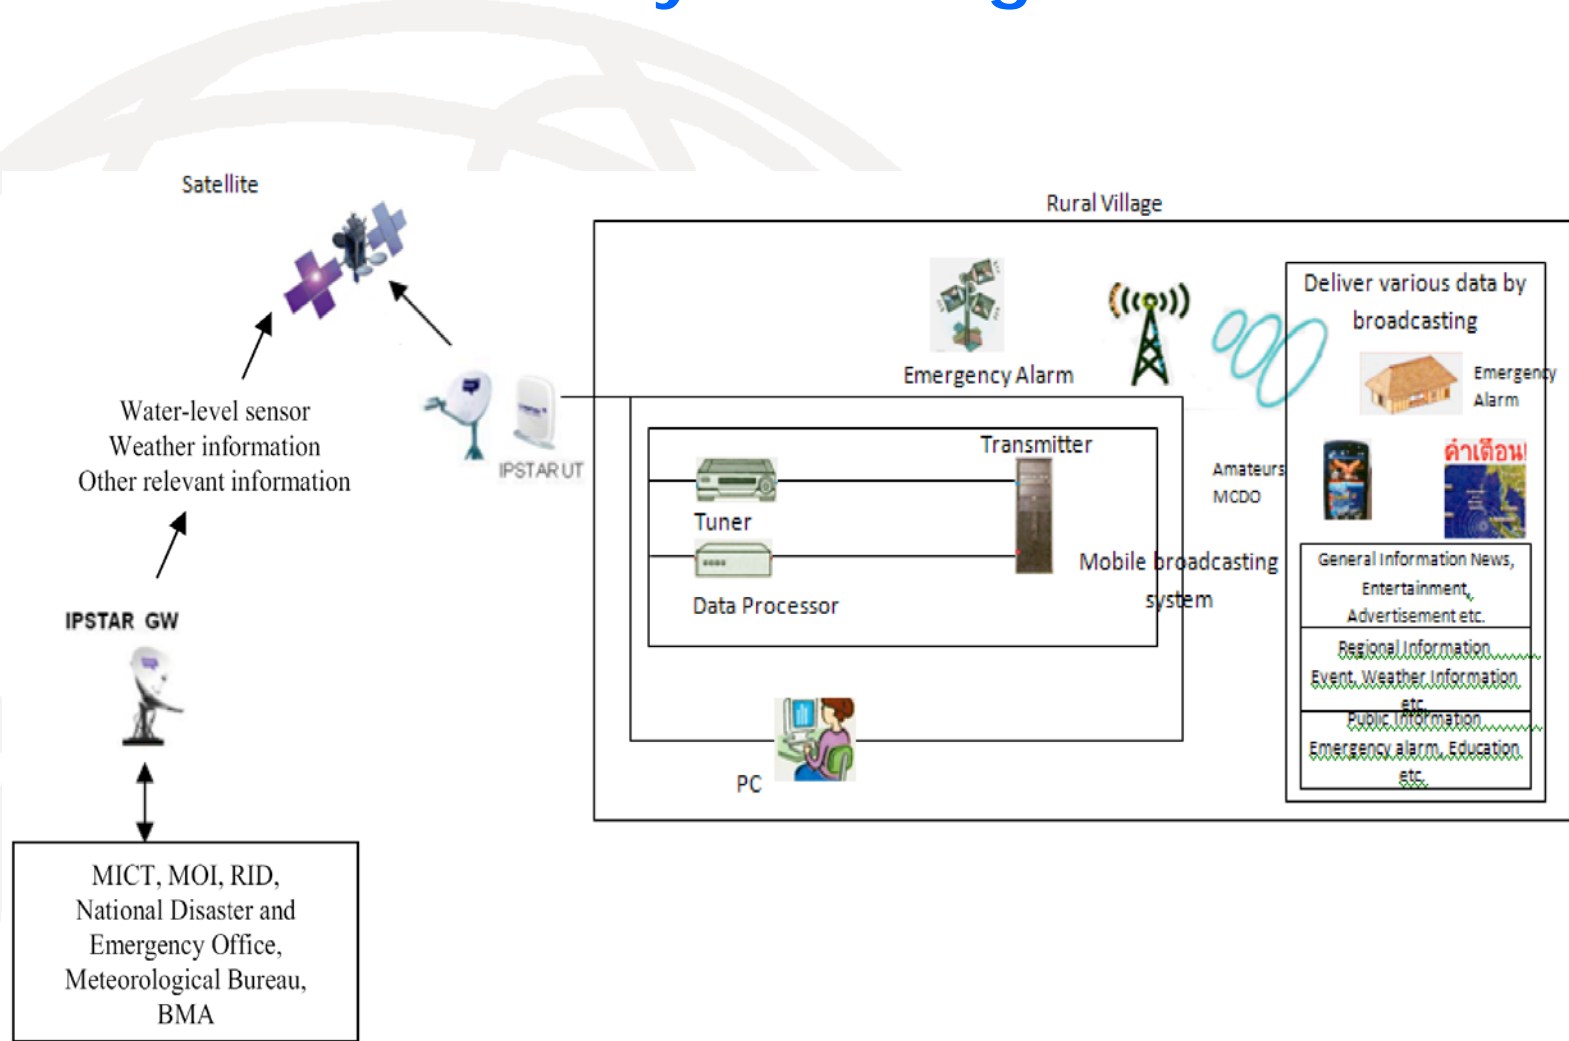 Satellite
Rural Village
Water-level sensor
Weather information
Other relevant information
IPSTAR UT
IPSTAR GW
MICT, MOI, RID,
National Disaster and
Emergency Office,
Meteorological Bureau,
BMA
Emergency Alarm
Transmitter
Tuner
Data Processor
Mobile broadcasting
system
PC
Deliver various data by
broadcasting
Emergency
Alarm
Amateurs
MCDO
คำเตือน!
General Information News,
Entertainment,
Advertisement etc.
Regional Information
Event, Weather Information
etc.
Public Information
Emergency alarm, Education
etc.